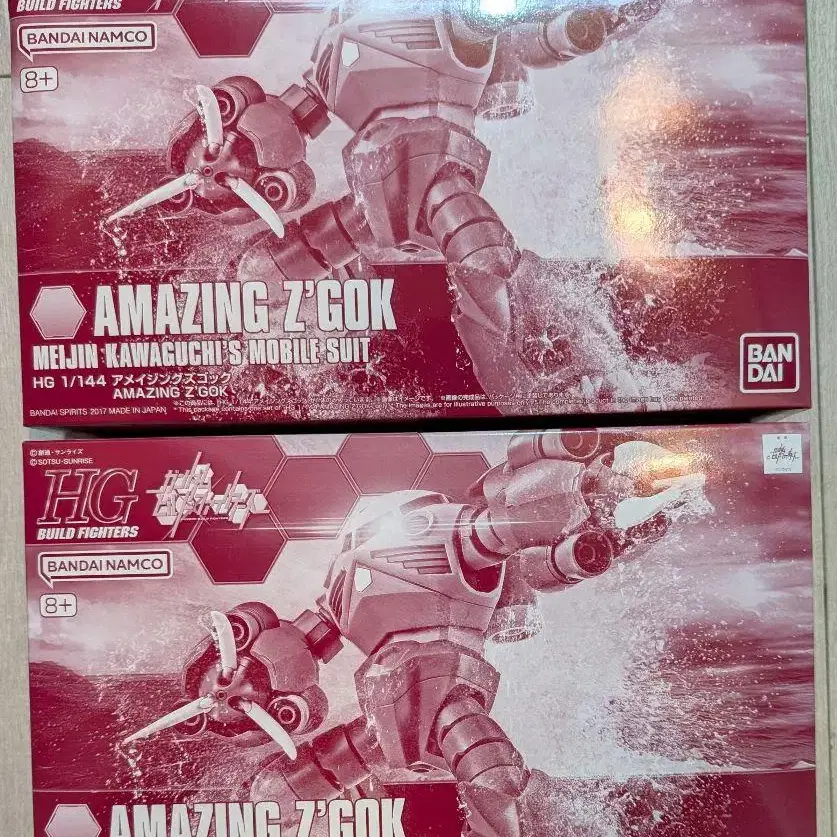 BUILD FIGHTERS
BANDAI NAMCO
8+
AMAZING Z'GOK
MEIJIN KAWAGUCHI'S MOBILE SUIT
HG 1/144 アメイジングズゴック
AMAZING Z'GOK
BANDAI SPIRITS 2017 MADE IN JAPAN
BAN
DAI
©創通・サンライズ
©SOTSU・SUNRISE
HG
BUILD FIGHTERS
BANDAI NAMCO
8+
AMAZING Z'GOK